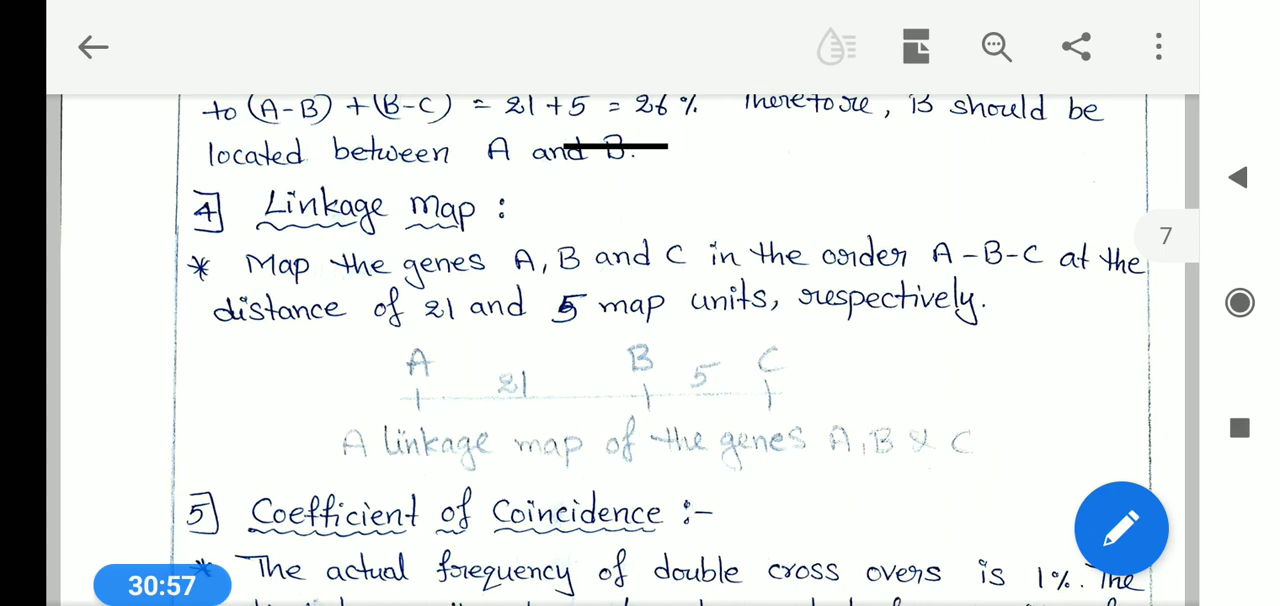 to (A-B) + (B-C) = 21 + 5 = 26 % Therefore, B should be
located between A and B.
4] Linkage map :
7
* Map the genes A, B and C in the order A-B-C at the
distance of 21 and 5 map units, respectively.
A B C
21 5
A linkage map of the genes A, B & C
5] Coefficient of Coincidence :-
* The actual frequency of double cross overs is 1%. The
30:57